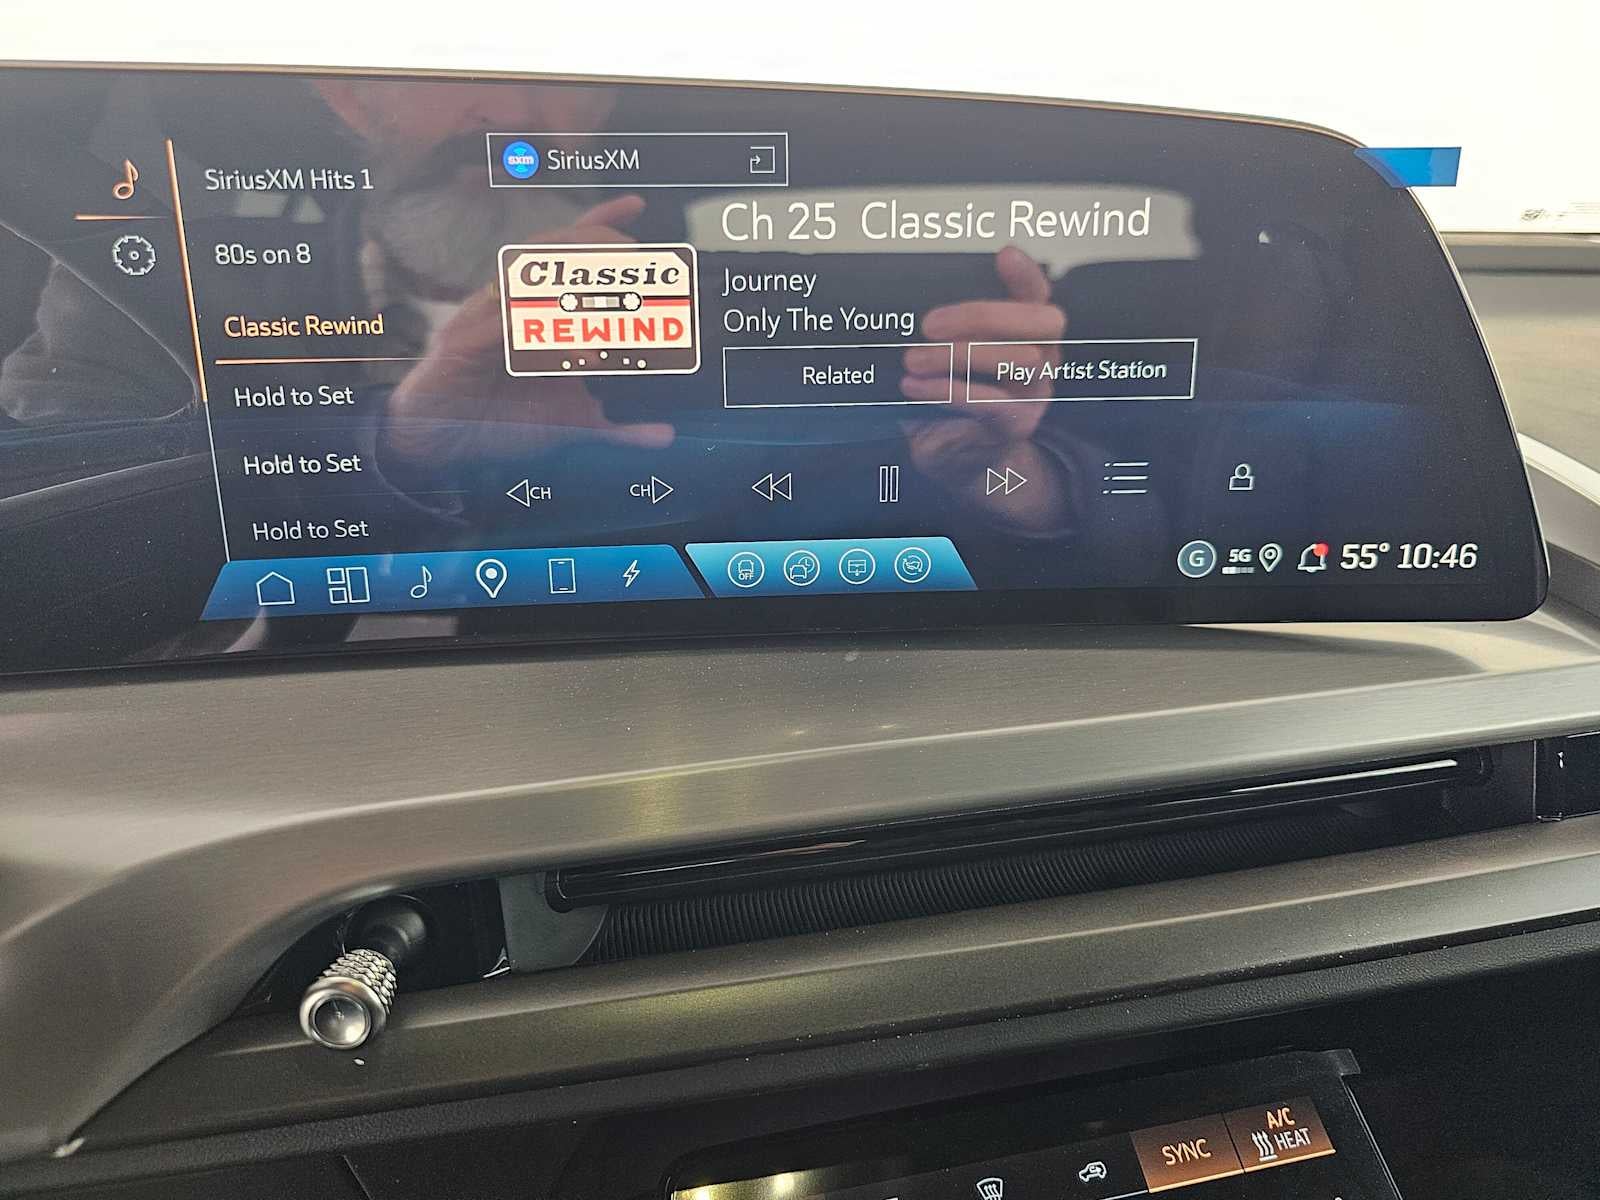 SiriusXM Hits 1
80s on 8
Classic Rewind
Hold to Set
Hold to Set
Hold to Set
sxm SiriusXM
Ch 25 Classic Rewind
Classic
REWIND
Journey
Only The Young
Related
Play Artist Station
CH
CH
OFF
G 5G 55° 10:46
SYNC
A/C
HEAT